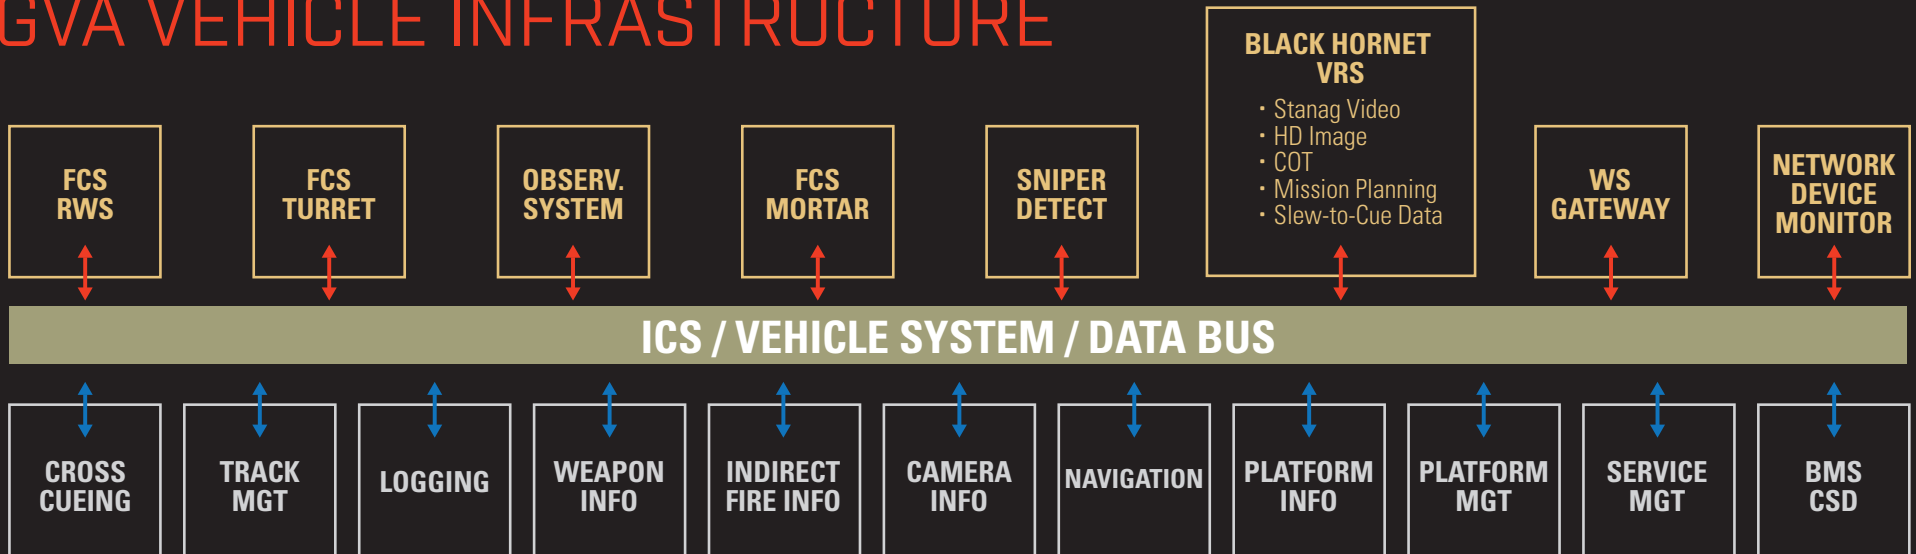 GVA VEHICLE INFRASTRUCTURE
BLACK HORNET
VRS
· Stanag Video
· HD Image
· COT
· Mission Planning
· Slew-to-Cue Data
FCS
RWS
FCS
TURRET
OBSERV.
SYSTEM
FCS
MORTAR
SNIPER
DETECT
WS
GATEWAY
NETWORK
DEVICE
MONITOR
ICS / VEHICLE SYSTEM / DATA BUS
CROSS
CUEING
TRACK
MGT
LOGGING
WEAPON
INFO
INDIRECT
FIRE INFO
CAMERA
INFO
NAVIGATION
PLATFORM
INFO
PLATFORM
MGT
SERVICE
MGT
BMS
CSD